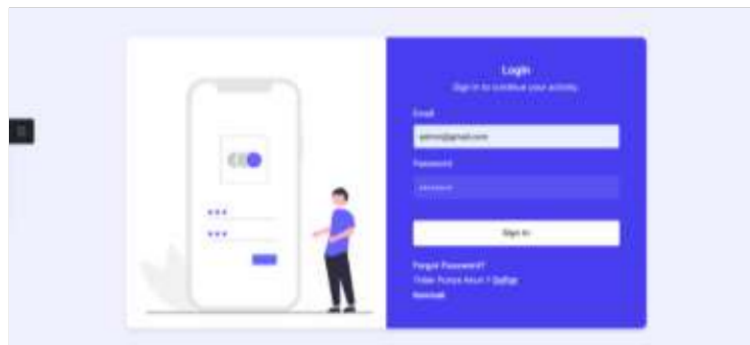 Login
Sign in to continue your activity
Email
admin@gmail.com
Password
Sign In
Forgot Password?
Tidak Punya Akun ? Daftar